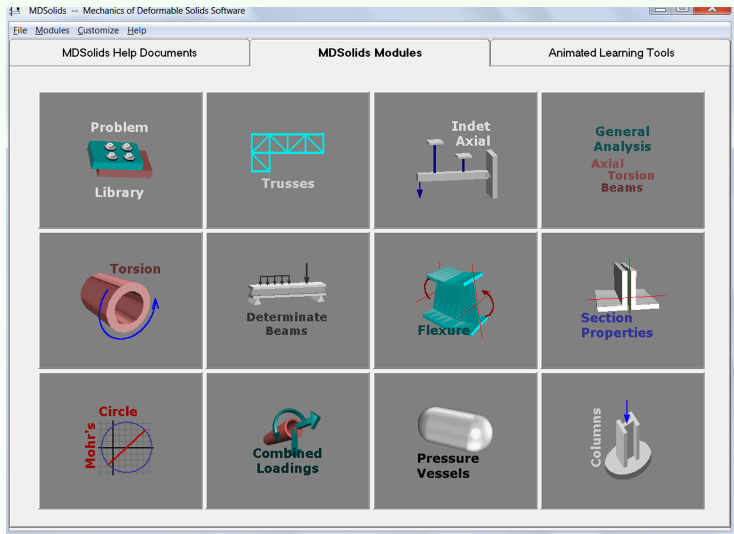 MDSolids -- Mechanics of Deformable Solids Software
File Modules Customize Help
MDSolids Help Documents
MDSolids Modules
Animated Learning Tools
Problem
Library
Trusses
Indet
Axial
General
Analysis
Axial
Torsion
Beams
Torsion
Determinate
Beams
Flexure
Section
Properties
Mohr's
Circle
Combined
Loadings
Pressure
Vessels
Columns